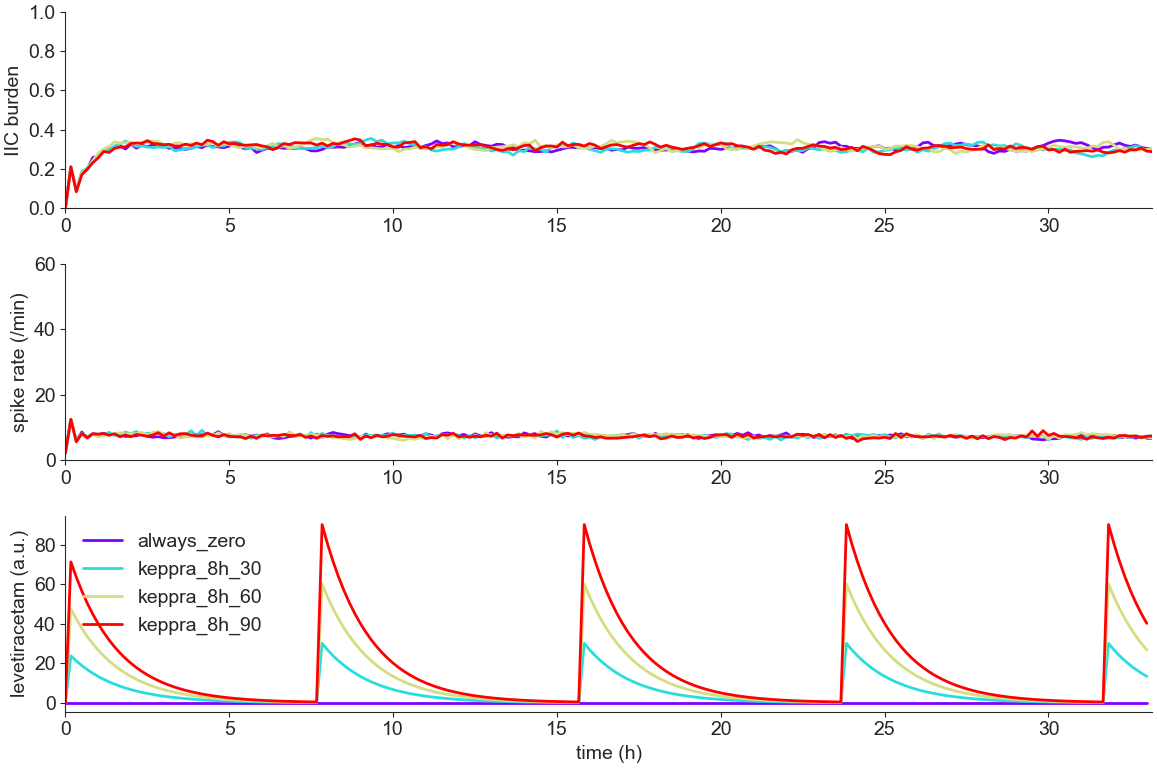 IIC burden
1.0
0.8
0.6
0.4
0.2
0.0
0 5 10 15 20 25 30
spike rate (/min)
60
40
20
0
0 5 10 15 20 25 30
levetiracetam (a.u.)
80
60
40
20
0
always_zero
keppra_8h_30
keppra_8h_60
keppra_8h_90
0 5 10 15 20 25 30
time (h)